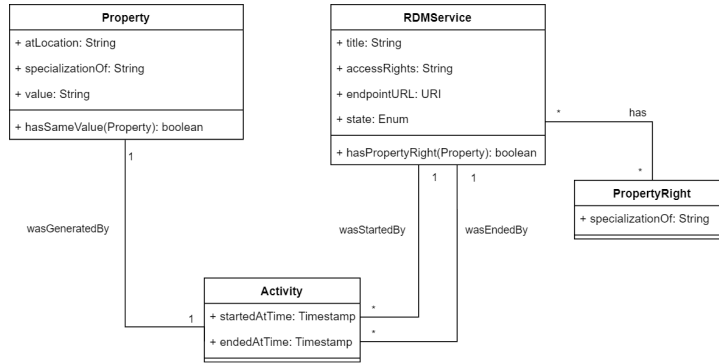 Property
+ atLocation: String
+ specializationOf: String
+ value: String
+ hasSameValue(Property): boolean
RDMService
+ title: String
+ accessRights: String
+ endpointURL: URI
+ state: Enum
+ hasPropertyRight(Property): boolean
*
has
*
PropertyRight
+ specializationOf: String
1
wasGeneratedBy
1
1
1
wasStartedBy
wasEndedBy
*
*
Activity
+ startedAtTime: Timestamp
+ endedAtTime: Timestamp